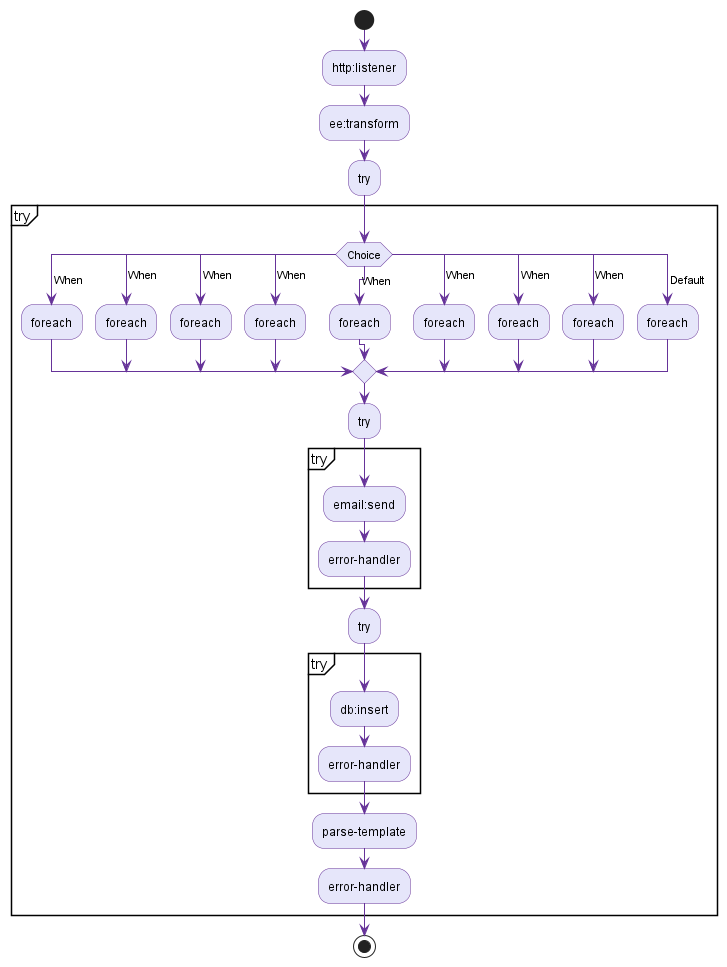 http:listener
ee:transform
try
try
Choice
When
When
When
When
When
When
When
When
Default
foreach
foreach
foreach
foreach
foreach
foreach
foreach
foreach
foreach
try
try
email:send
error-handler
try
try
db:insert
error-handler
parse-template
error-handler